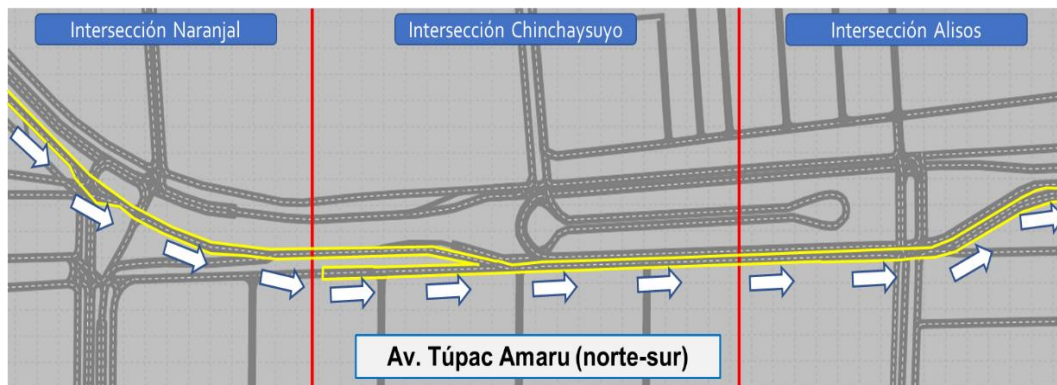 Intersección Naranjal
Intersección Chinchaysuyo
Intersección Alisos
Av. Túpac Amaru (norte-sur)